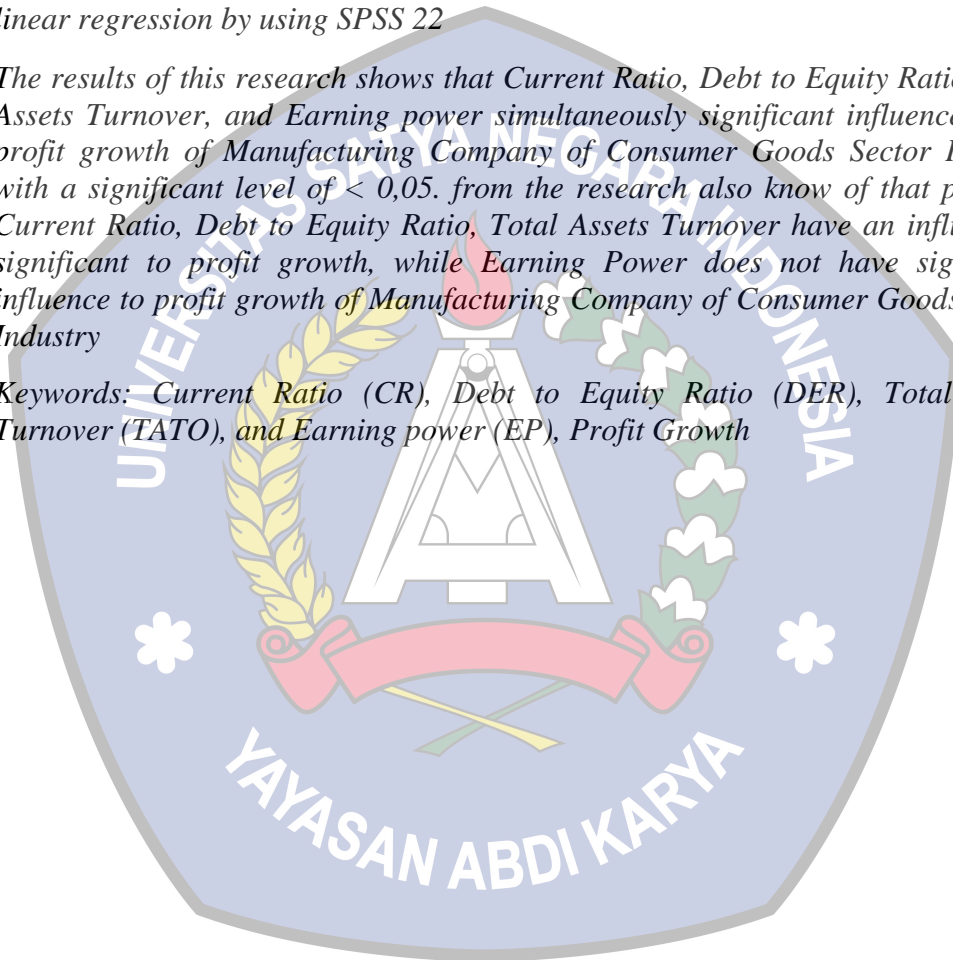 linear regression by using SPSS 22
The results of this research shows that Current Ratio, Debt to Equity
Assets Turnover, and Earning power simultaneously significant influence
profit growth of Manufacturing Company of Consumer Goods Sector
with a significant level of < 0,05. from the research also know of that
Current Ratio, Debt to Equity Ratio, Total Assets Turnover have an
significant to profit growth, while Earning Power does not have
influence to profit growth of Manufacturing Company of Consumer Goods
Industry
Keywords: Current Ratio (CR), Debt to Equity Ratio (DER), Total
Turnover (TATO), and Earning power (EP), Profit Growth
UNIVERSITAS SATYA NEGARA INDONESIA
YAYASAN ABDI KARYA